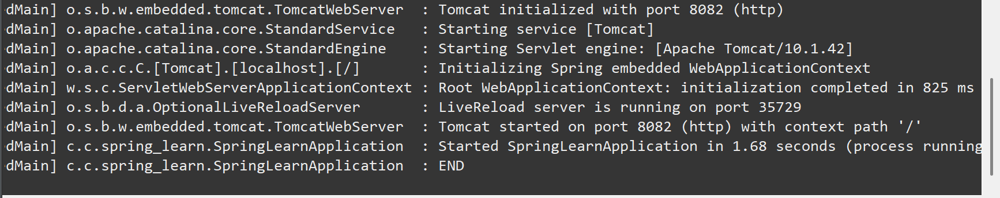 dMain] o.s.b.w.embedded.tomcat.TomcatWebServer  : Tomcat initialized with port 8082 (http)
dMain] o.apache.catalina.core.StandardService   : Starting service [Tomcat]
dMain] o.apache.catalina.core.StandardEngine    : Starting Servlet engine: [Apache Tomcat/10.1.42]
dMain] o.a.c.c.C.[Tomcat].[localhost].[/]       : Initializing Spring embedded WebApplicationContext
dMain] w.s.c.ServletWebServerApplicationContext : Root WebApplicationContext: initialization completed in 825 ms
dMain] o.s.b.d.a.OptionalLiveReloadServer       : LiveReload server is running on port 35729
dMain] o.s.b.w.embedded.tomcat.TomcatWebServer  : Tomcat started on port 8082 (http) with context path '/'
dMain] c.c.spring_learn.SpringLearnApplication  : Started SpringLearnApplication in 1.68 seconds (process running
dMain] c.c.spring_learn.SpringLearnApplication  : END